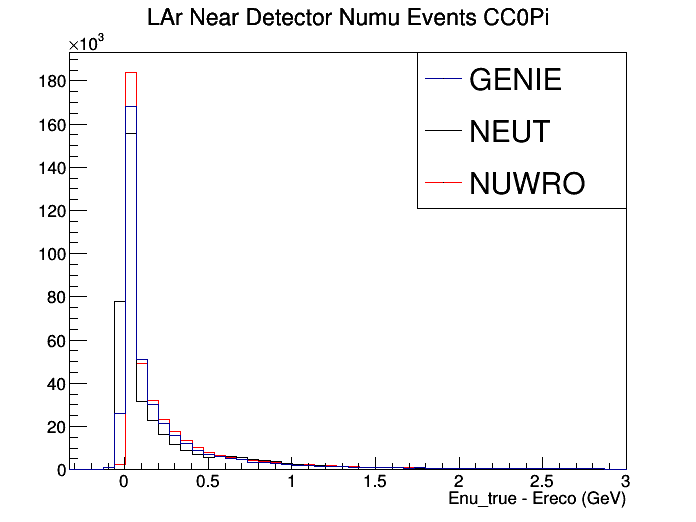 LAr Near Detector Numu Events CC0Pi
×10³
180
160
140
120
100
80
60
40
20
0
GENIE
NEUT
NUWRO
0 0.5 1 1.5 2 2.5 3
Enu_true - Ereco (GeV)